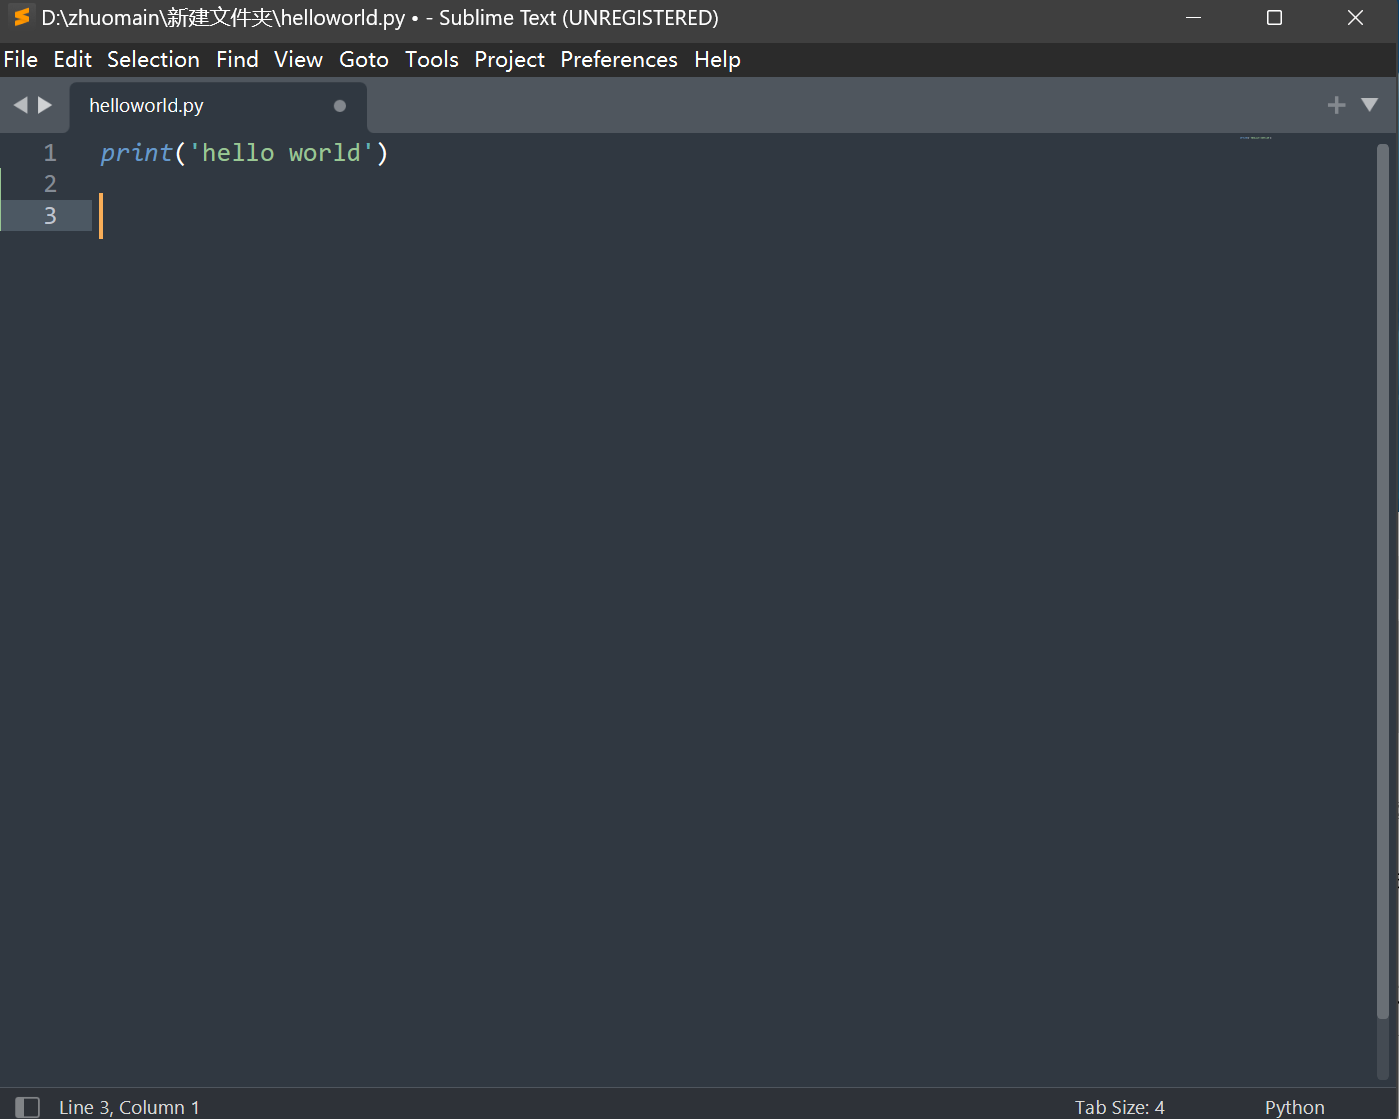 D:\zhuomain\新建文件夹\helloworld.py • - Sublime Text (UNREGISTERED)
File Edit Selection Find View Goto Tools Project Preferences Help
helloworld.py
1 print('hello world')
2
3
Line 3, Column 1 Tab Size: 4 Python